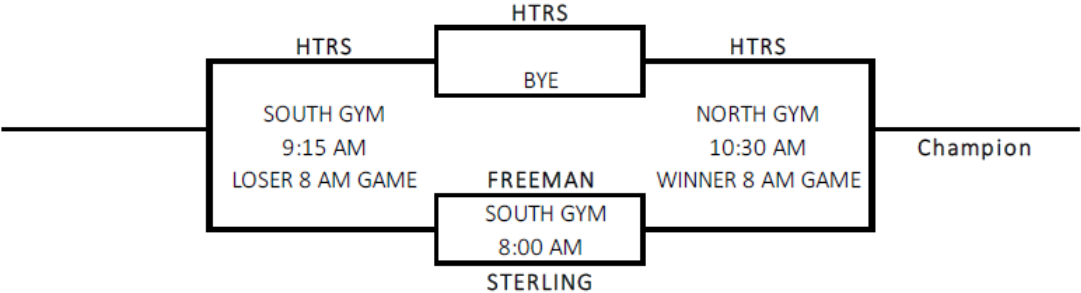 HTRS
HTRS
HTRS
BYE
SOUTH GYM
9:15 AM
LOSER 8 AM GAME
NORTH GYM
10:30 AM
WINNER 8 AM GAME
Champion
FREEMAN
SOUTH GYM
8:00 AM
STERLING